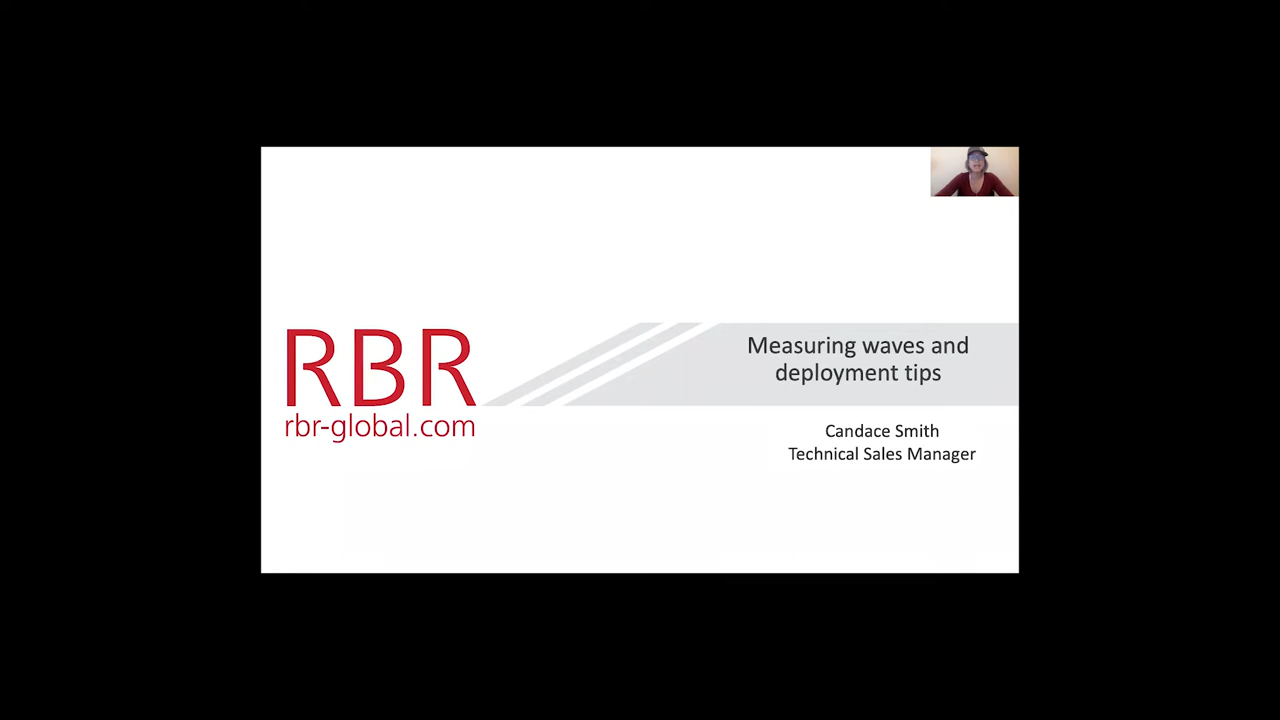 RBR
rbr-global.com
Measuring waves and
deployment tips
Candace Smith
Technical Sales Manager